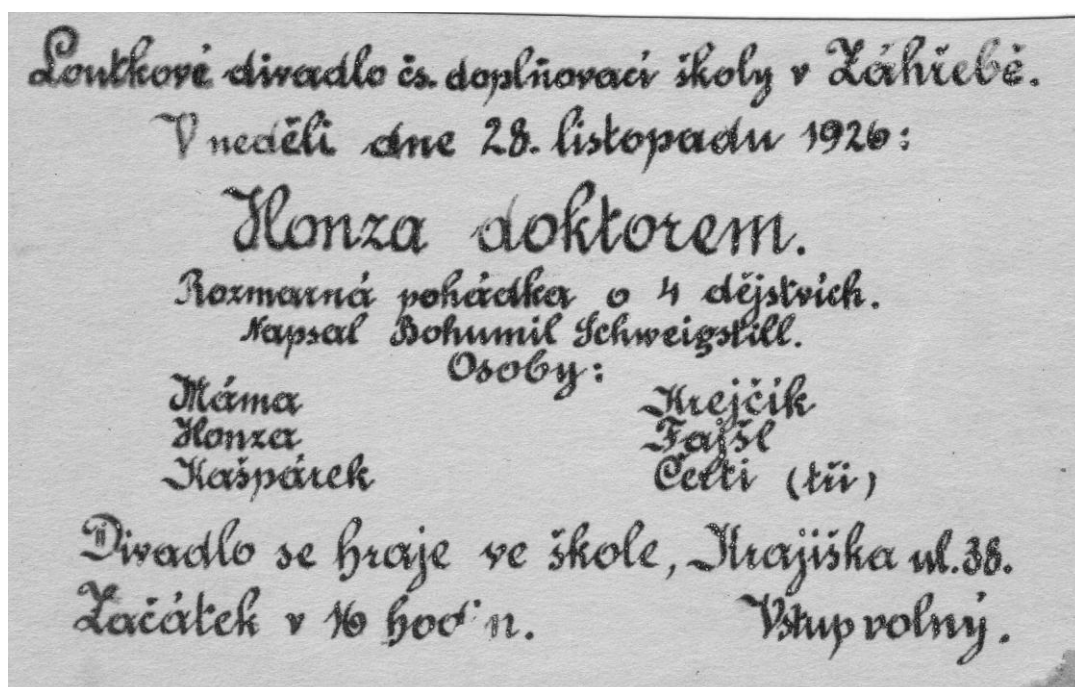 Loutkové divadlo čs. doplňovací školy v Záhřebě.
V neděli dne 28. listopadu 1926:
Honza doktorem.
Rozmarná pohádka o 4 dějstvích.
Napsal Bohumil Schweigstill.
Osoby:
Máma Krejčík
Honza Fajšl
Kašpárek Čerti (tři)
Divadlo se hraje ve škole, Krajiška ul. 38.
Začátek v 16 hodin. Vstup volný.